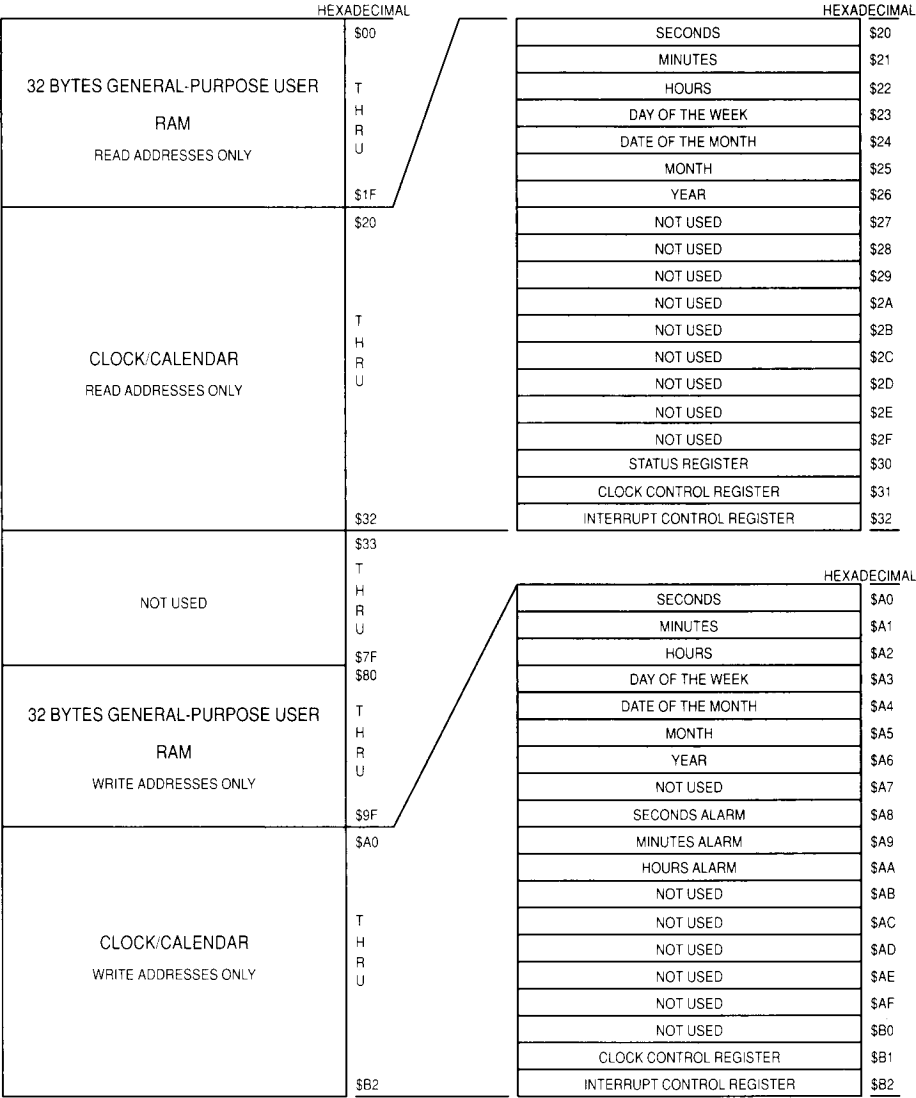 HEXADECIMAL
32 BYTES GENERAL-PURPOSE USER
RAM
READ ADDRESSES ONLY
$00
THRU
$1F
CLOCK/CALENDAR
READ ADDRESSES ONLY
$20
THRU
$32
NOT USED
$33
THRU
$7F
32 BYTES GENERAL-PURPOSE USER
RAM
WRITE ADDRESSES ONLY
$80
THRU
$9F
CLOCK/CALENDAR
WRITE ADDRESSES ONLY
$A0
THRU
$B2
HEXADECIMAL
SECONDS $20
MINUTES $21
HOURS $22
DAY OF THE WEEK $23
DATE OF THE MONTH $24
MONTH $25
YEAR $26
NOT USED $27
NOT USED $28
NOT USED $29
NOT USED $2A
NOT USED $2B
NOT USED $2C
NOT USED $2D
NOT USED $2E
NOT USED $2F
STATUS REGISTER $30
CLOCK CONTROL REGISTER $31
INTERRUPT CONTROL REGISTER $32
HEXADECIMAL
SECONDS $A0
MINUTES $A1
HOURS $A2
DAY OF THE WEEK $A3
DATE OF THE MONTH $A4
MONTH $A5
YEAR $A6
NOT USED $A7
SECONDS ALARM $A8
MINUTES ALARM $A9
HOURS ALARM $AA
NOT USED $AB
NOT USED $AC
NOT USED $AD
NOT USED $AE
NOT USED $AF
NOT USED $B0
CLOCK CONTROL REGISTER $B1
INTERRUPT CONTROL REGISTER $B2